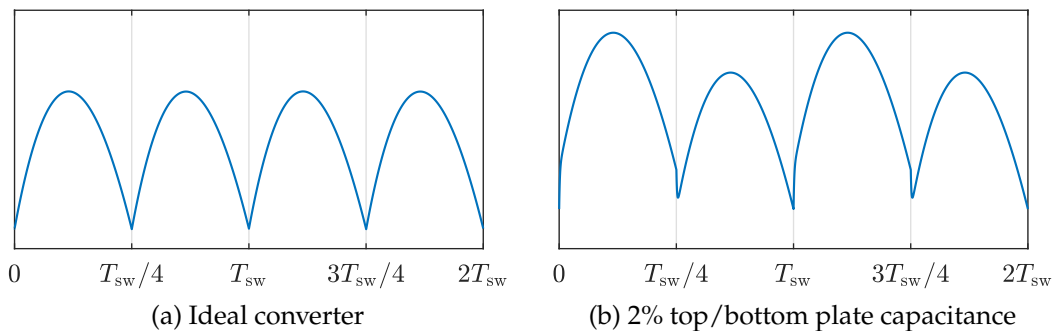 0 T_sw/4 T_sw 3T_sw/4 2T_sw
(a) Ideal converter
0 T_sw/4 T_sw 3T_sw/4 2T_sw
(b) 2% top/bottom plate capacitance